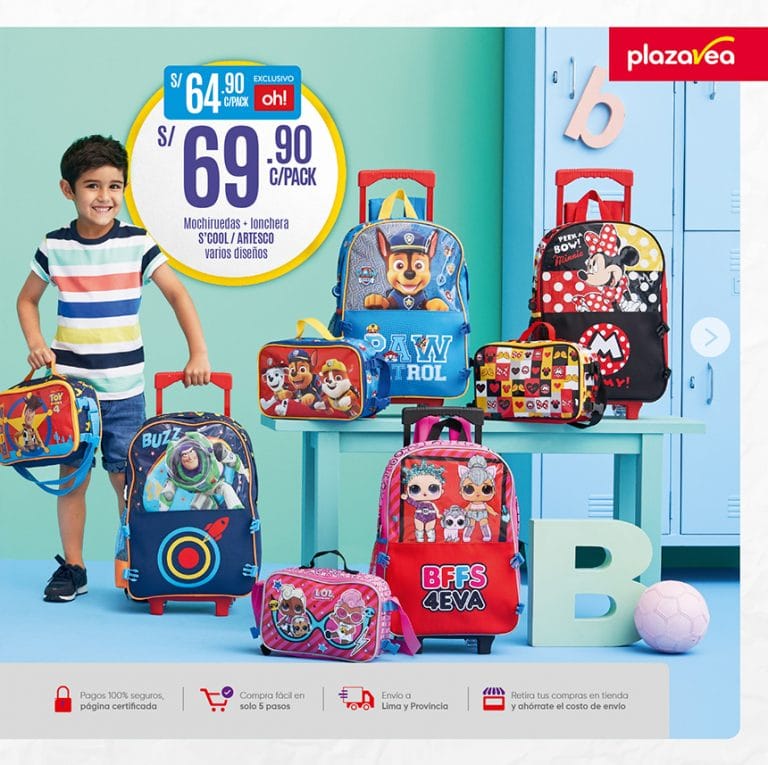 plazavea
S/ 64.90 C/PACK
EXCLUSIVO
oh!
S/ 69.90 C/PACK
Mochiruedas + lonchera
S'COOL / ARTESCO
varios diseños
b
PEEK A
BOW!
Minnie
M
PAW
TROL
TOY
4
BUZZ
L.O.L.
BFFS
4EVA
B
Pagos 100% seguros,
página certificada
Compra fácil en
solo 5 pasos
Envío a
Lima y Provincia
Retira tus compras en tienda
y ahórrate el costo de envío